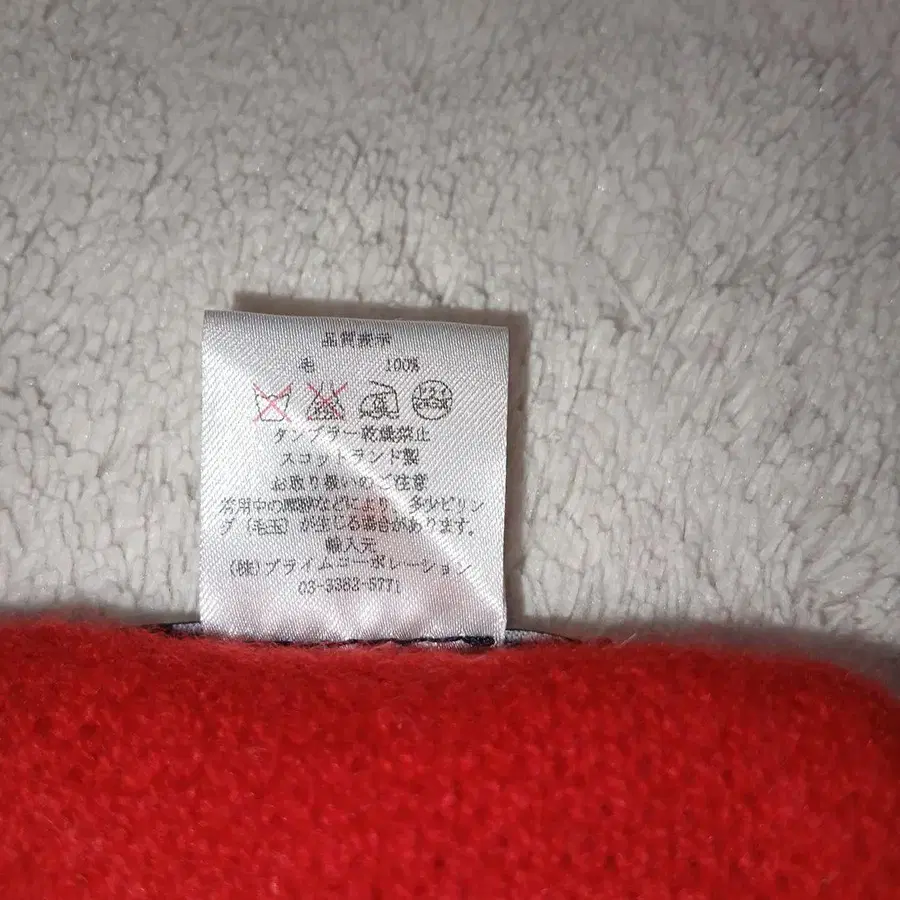 品質表示
毛 100%
ドライ
タンブラー乾燥禁止
スコットランド製
お取り扱いのご注意
着用中の摩擦などにより、多少ピリン
グ(毛玉)が生じる場合があります。
輸入元
(株)プライムコーポレーション
03-3382-5771